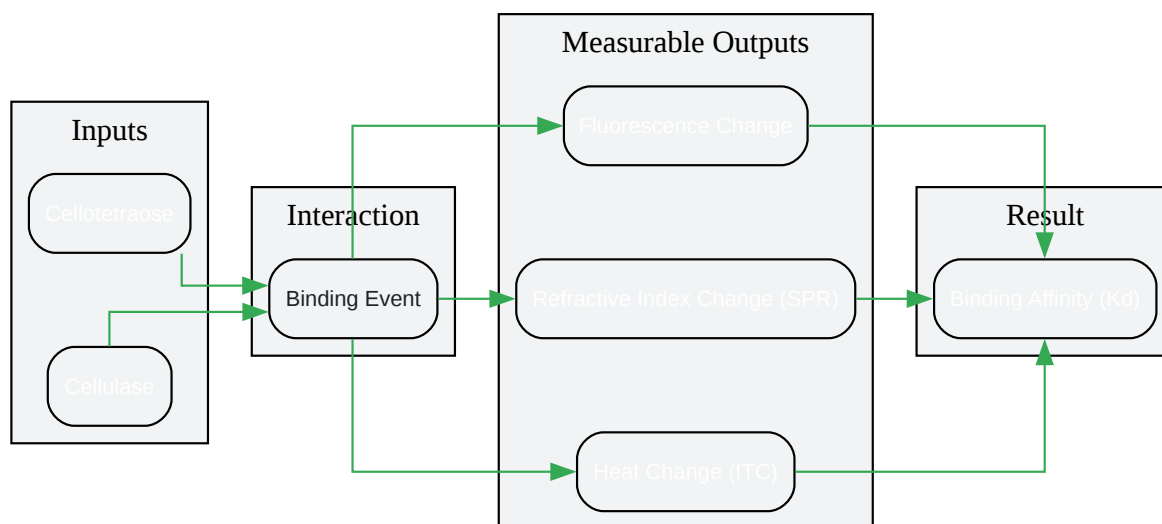 Inputs
Cellotetraose
Cellulase
Interaction
Binding Event
Measurable Outputs
Fluorescence Change
Refractive Index Change (SPR)
Heat Change (ITC)
Result
Binding Affinity (Kd)